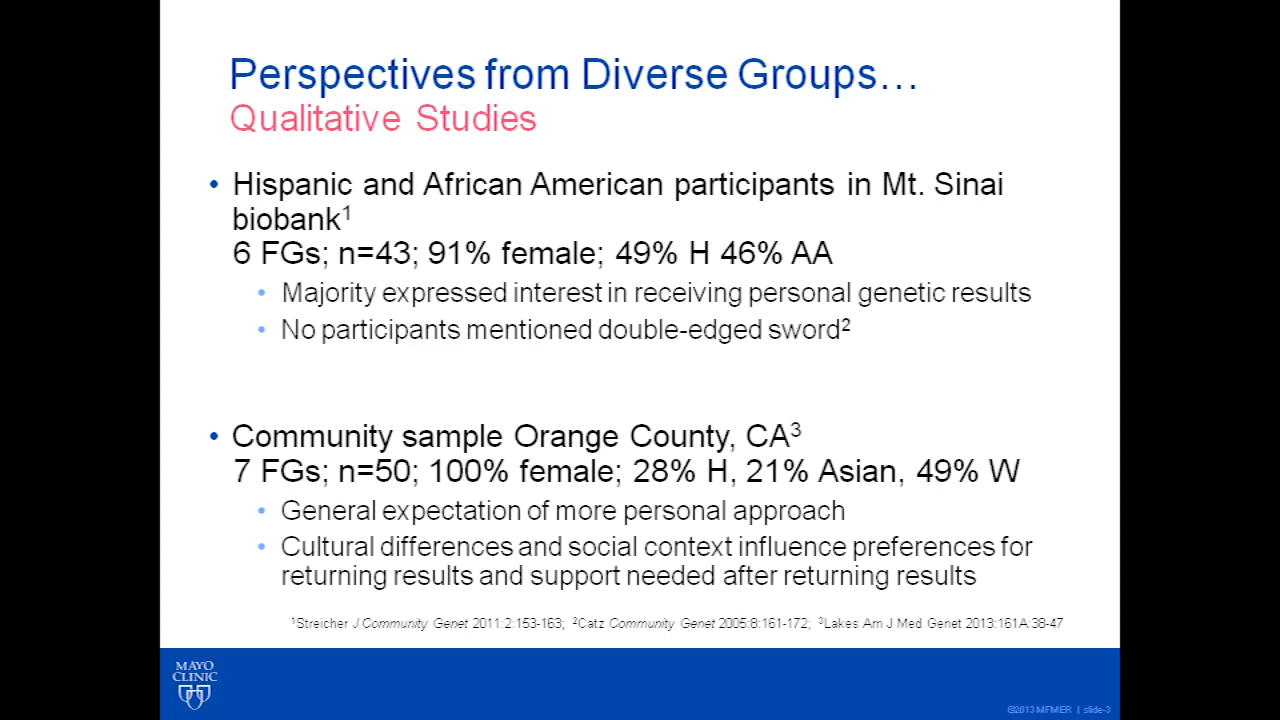 Perspectives from Diverse Groups…
Qualitative Studies
• Hispanic and African American participants in Mt. Sinai
biobank¹
6 FGs; n=43; 91% female; 49% H 46% AA
• Majority expressed interest in receiving personal genetic results
• No participants mentioned double-edged sword²
• Community sample Orange County, CA³
7 FGs; n=50; 100% female; 28% H, 21% Asian, 49% W
• General expectation of more personal approach
• Cultural differences and social context influence preferences for
returning results and support needed after returning results
¹Streicher J Community Genet 2011:2:153-163; ²Catz Community Genet 2005:8:161-172; ³Lakes Am J Med Genet 2013:161A:38-47
MAYO
CLINIC
©2013 MFMER | slide-3